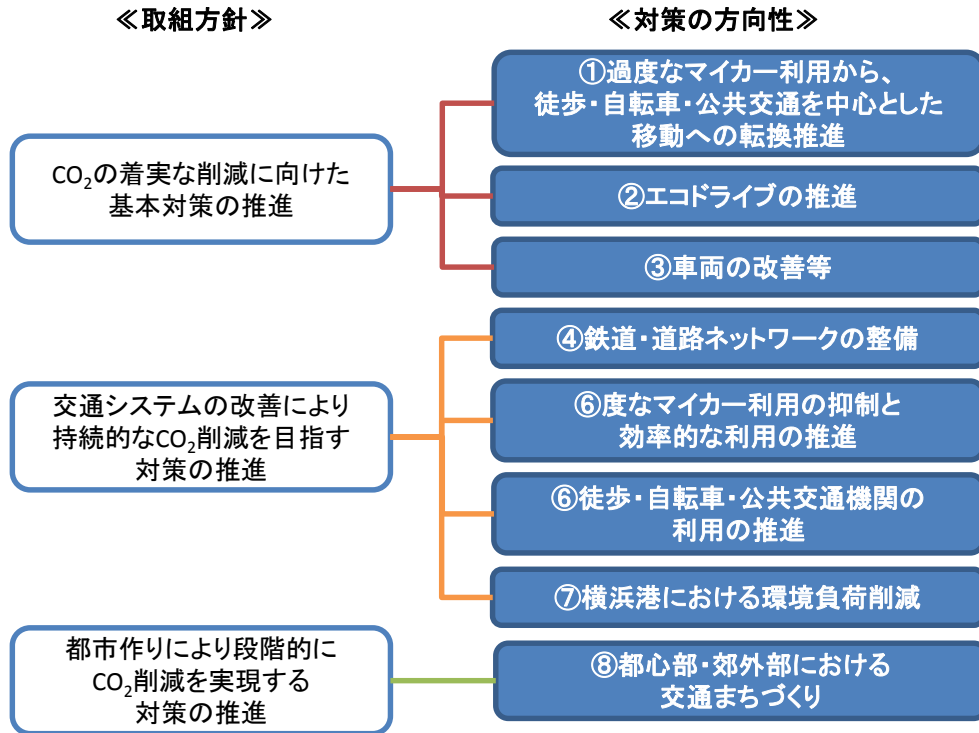 ≪取組方針≫
≪対策の方向性≫
CO₂の着実な削減に向けた
基本対策の推進
①過度なマイカー利用から、
徒歩・自転車・公共交通を中心とした
移動への転換推進
②エコドライブの推進
③車両の改善等
交通システムの改善により
持続的なCO₂削減を目指す
対策の推進
④鉄道・道路ネットワークの整備
⑥度なマイカー利用の抑制と
効率的な利用の推進
⑥徒歩・自転車・公共交通機関の
利用の推進
⑦横浜港における環境負荷削減
都市作りにより段階的に
CO₂削減を実現する
対策の推進
⑧都心部・郊外部における
交通まちづくり